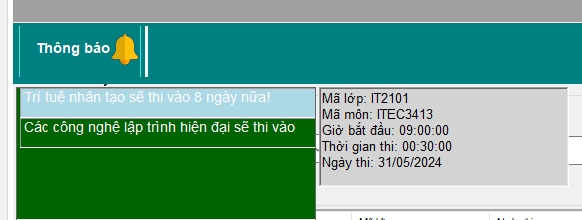 Thông báo
Trí tuệ nhân tạo sẽ thi vào 8 ngày nữa!
Các công nghệ lập trình hiện đại sẽ thi vào
Mã lớp: IT2101
Mã môn: ITEC3413
Giờ bắt đầu: 09:00:00
Thời gian thi: 00:30:00
Ngày thi: 31/05/2024